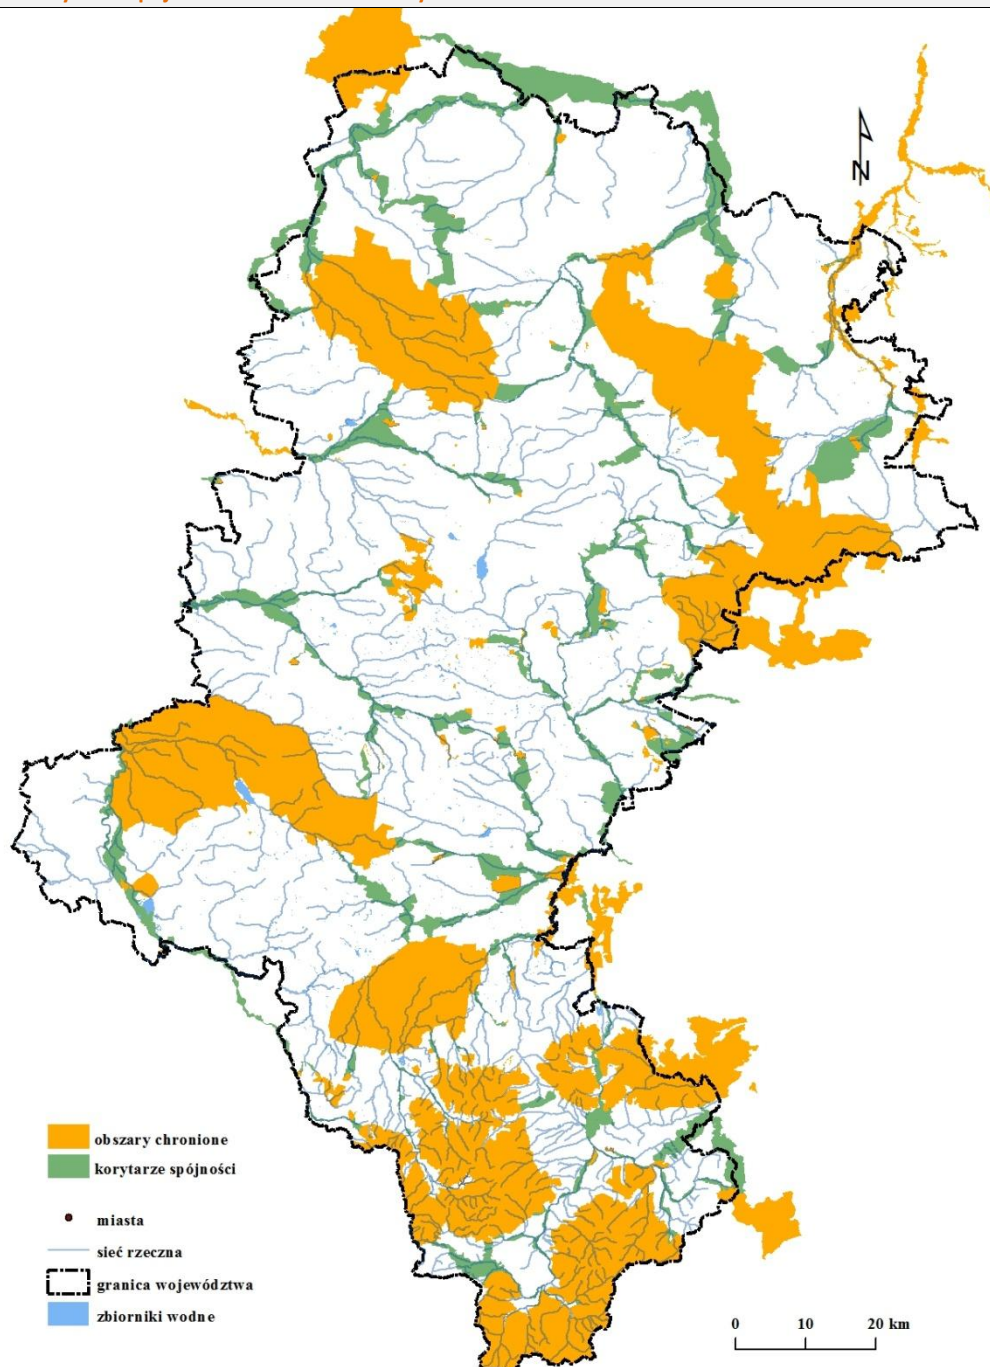 N
obszary chronione
korytarze spójności
miasta
sieć rzeczna
granica województwa
zbiorniki wodne
0 10 20 km